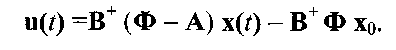 u(t) =B⁺ (Φ – A) x(t) – B⁺ Φ x₀.